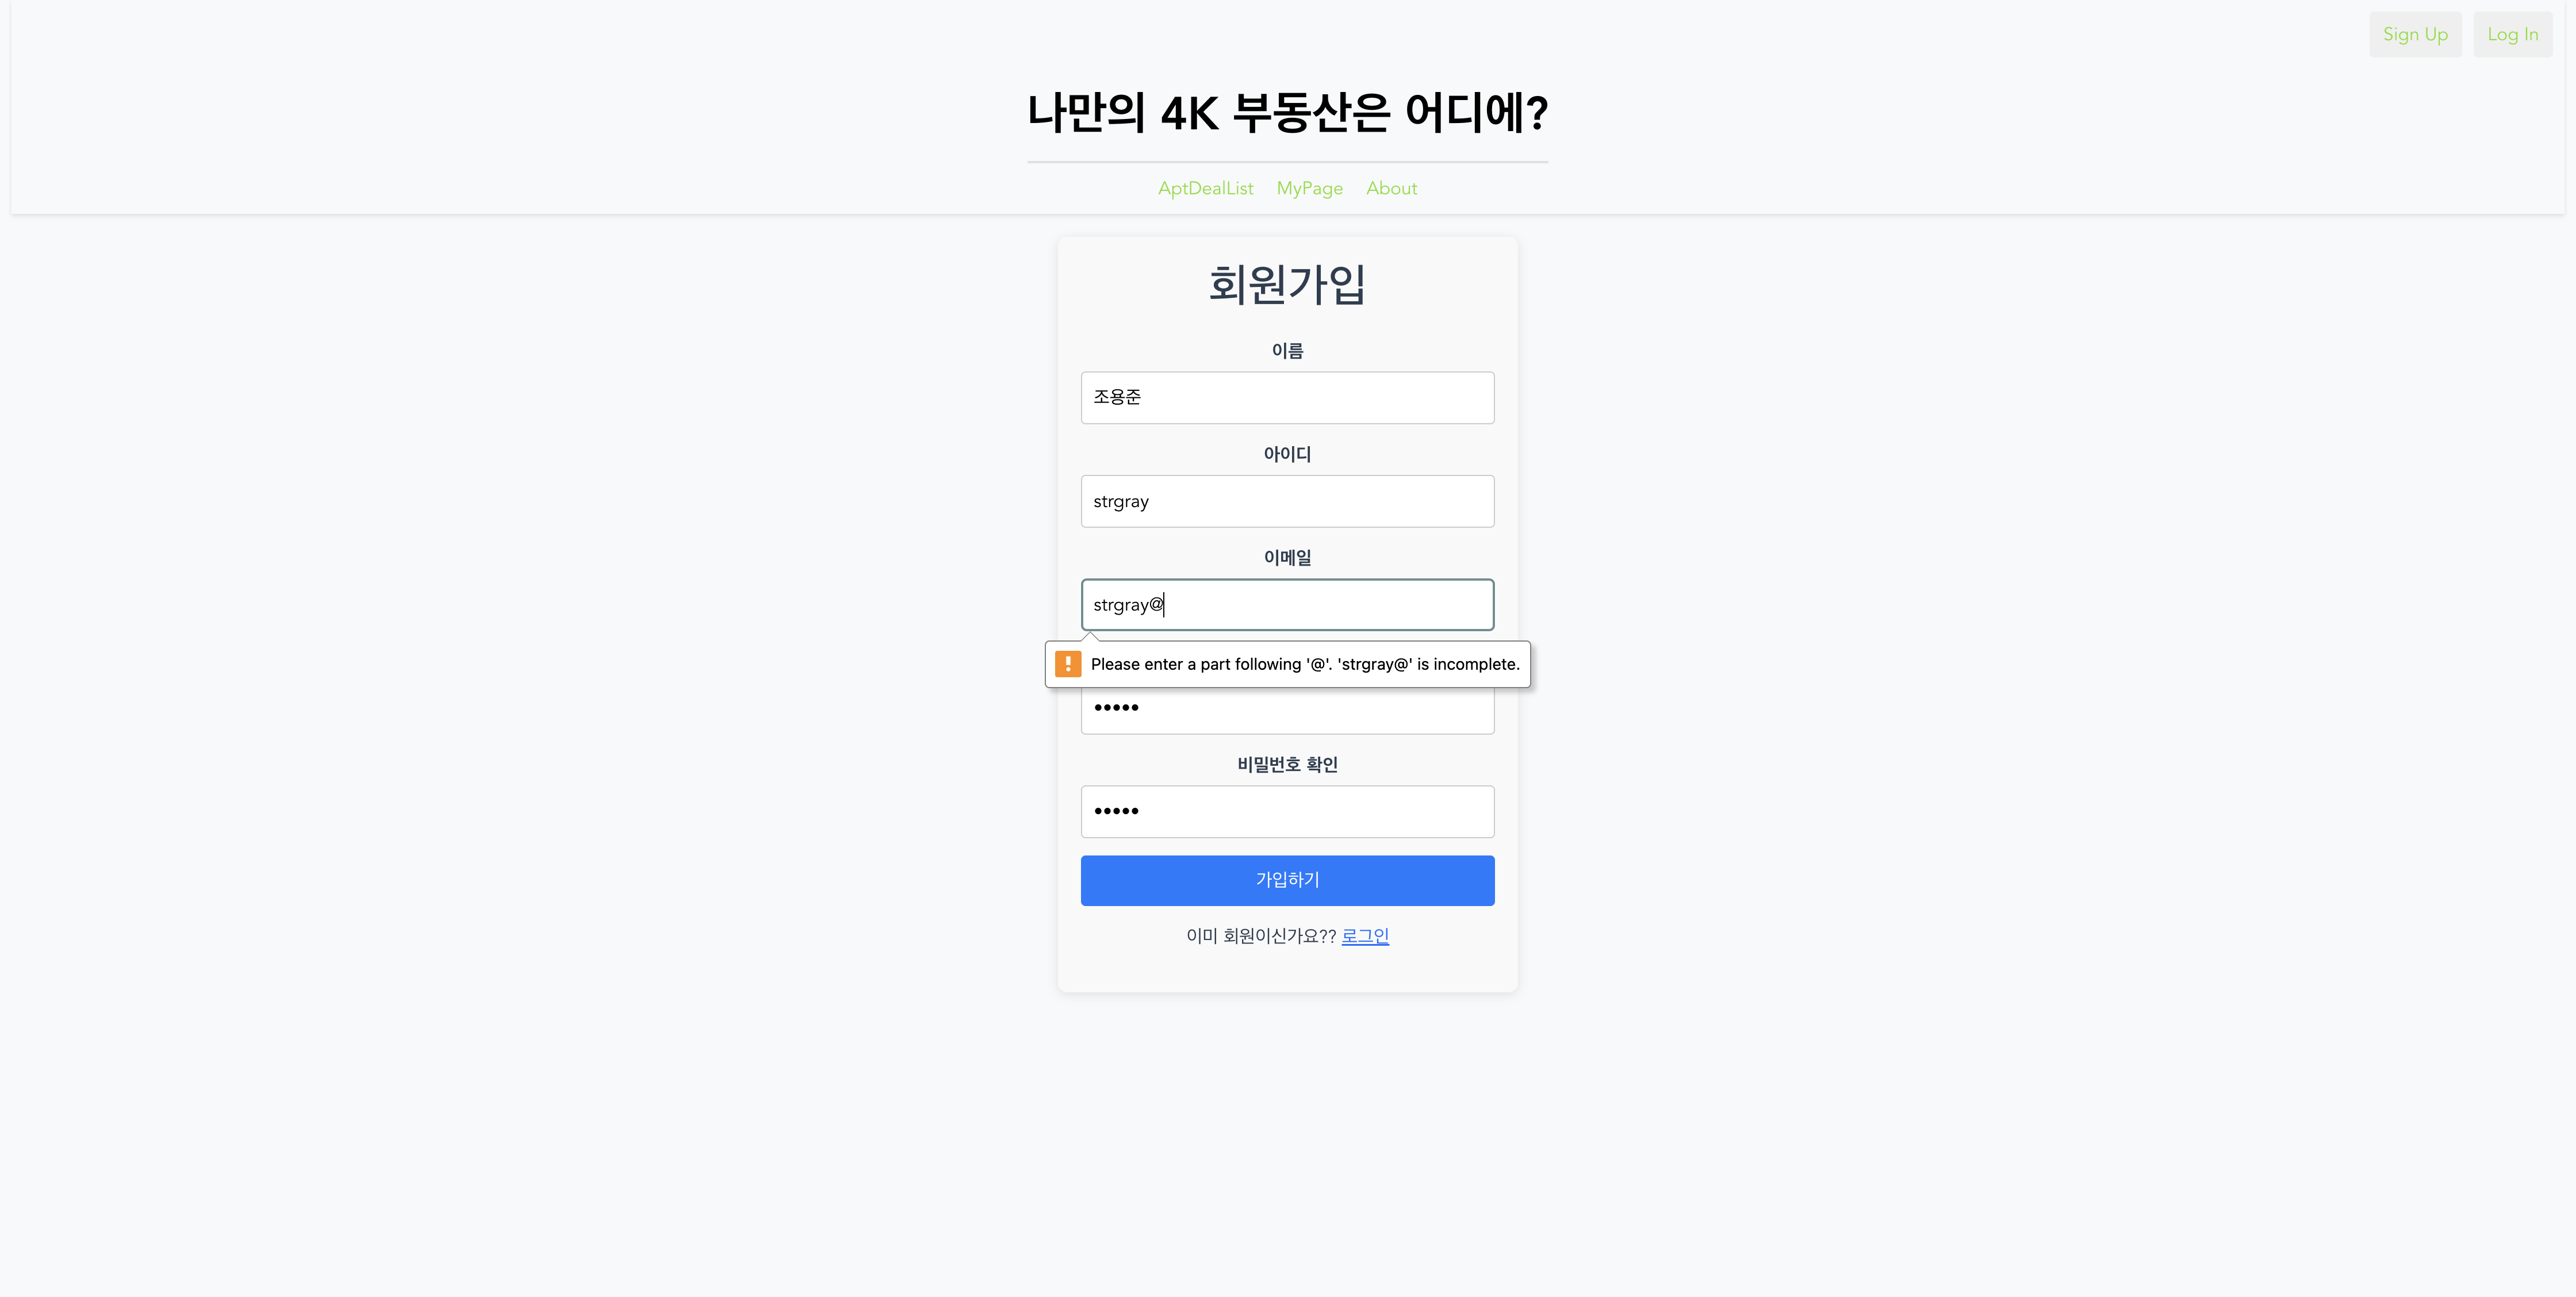 Sign Up Log In
나만의 4K 부동산은 어디에?
AptDealList MyPage About
회원가입
이름
조용준
아이디
strgray
이메일
strgray@
Please enter a part following '@'. 'strgray@' is incomplete.
•••••
비밀번호 확인
•••••
가입하기
이미 회원이신가요?? 로그인